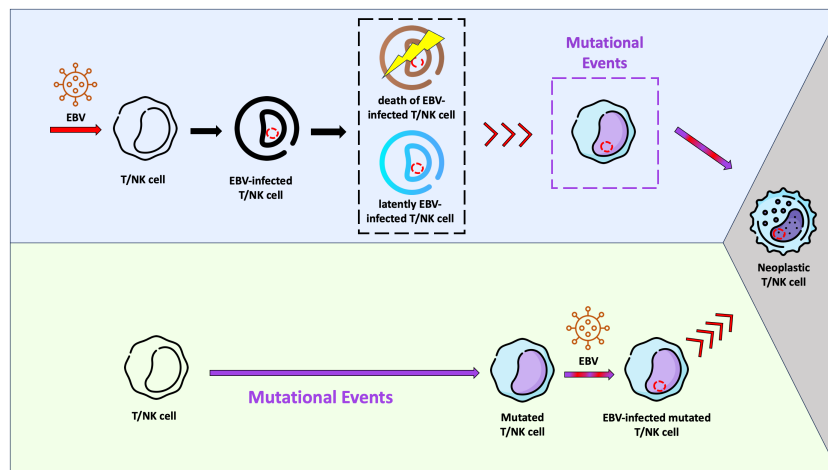 EBV
T/NK cell
EBV-infected
T/NK cell
death of EBV-
infected T/NK cell
latently EBV-
infected T/NK cell
Mutational
Events
Neoplastic
T/NK cell
T/NK cell
Mutational Events
Mutated
T/NK cell
EBV
EBV-infected mutated
T/NK cell